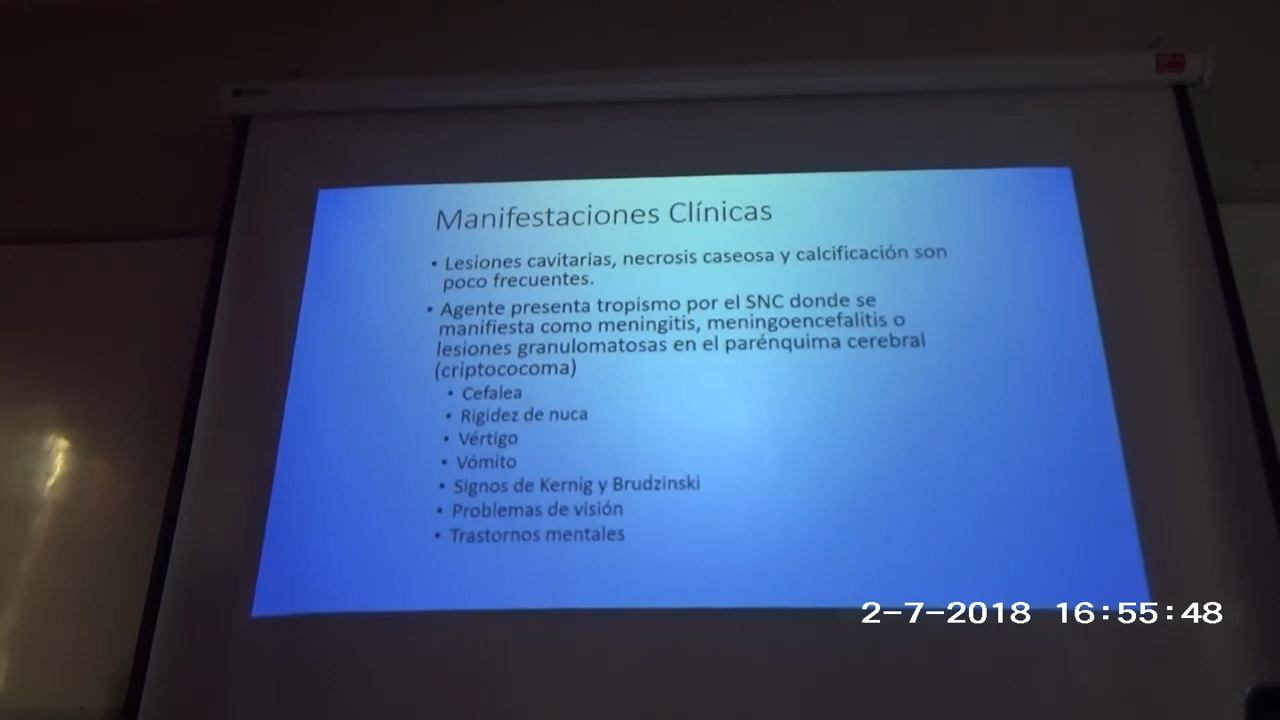 Manifestaciones Clínicas
• Lesiones cavitarias, necrosis caseosa y calcificación son
poco frecuentes.
• Agente presenta tropismo por el SNC donde se
manifiesta como meningitis, meningoencefalitis o
lesiones granulomatosas en el parénquima cerebral
(criptococoma)
• Cefalea
• Rigidez de nuca
• Vértigo
• Vómito
• Signos de Kernig y Brudzinski
• Problemas de visión
• Trastornos mentales
2-7-2018 16:55:48